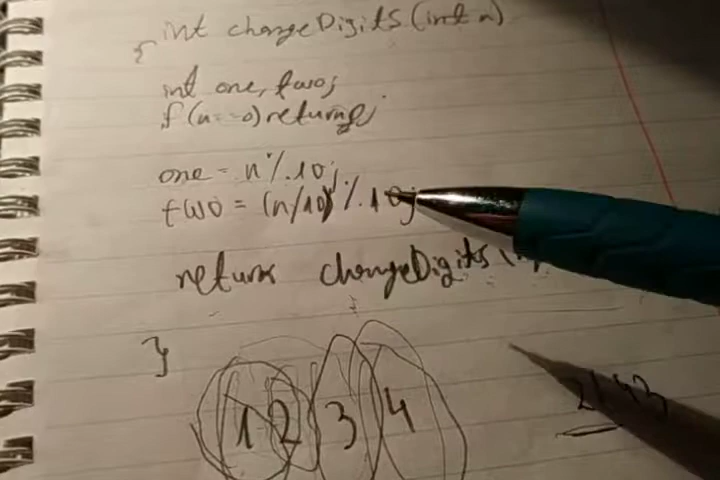 int changeDigits (int n)
{
int one, two;
if (n == 0) return 0;
one = n % 10;
two = (n/10) % 10;
return changeDigits (
}
1 2 3 4
2143